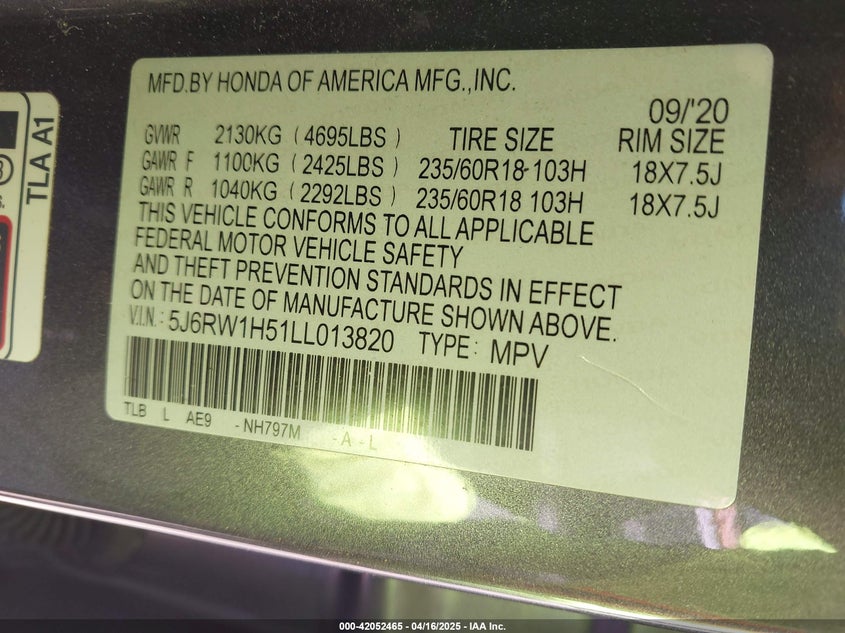 MFD.BY HONDA OF AMERICA MFG.,INC.
09/'20
GVWR 2130KG ( 4695LBS ) TIRE SIZE RIM SIZE
GAWR F 1100KG ( 2425LBS ) 235/60R18 103H 18X7.5J
GAWR R 1040KG ( 2292LBS ) 235/60R18 103H 18X7.5J
THIS VEHICLE CONFORMS TO ALL APPLICABLE
FEDERAL MOTOR VEHICLE SAFETY
AND THEFT PREVENTION STANDARDS IN EFFECT
ON THE DATE OF MANUFACTURE SHOWN ABOVE.
V.I.N.: 5J6RW1H51LL013820 TYPE: MPV
TLB L AE9 -NH797M -A-L
TLA A1
000-42052465 - 04/16/2025 - IAA Inc.